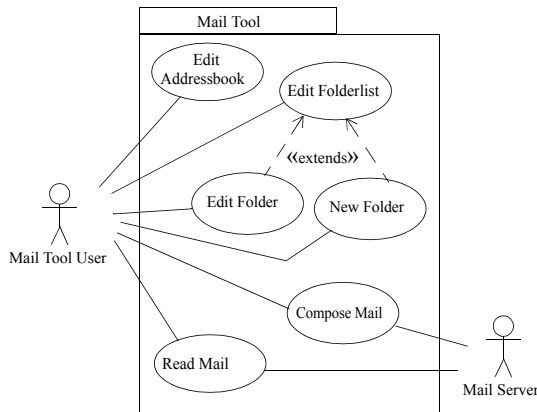 Mail Tool
Edit
Addressbook
Edit Folderlist
«extends»
Edit Folder
New Folder
Mail Tool User
Compose Mail
Read Mail
Mail Server